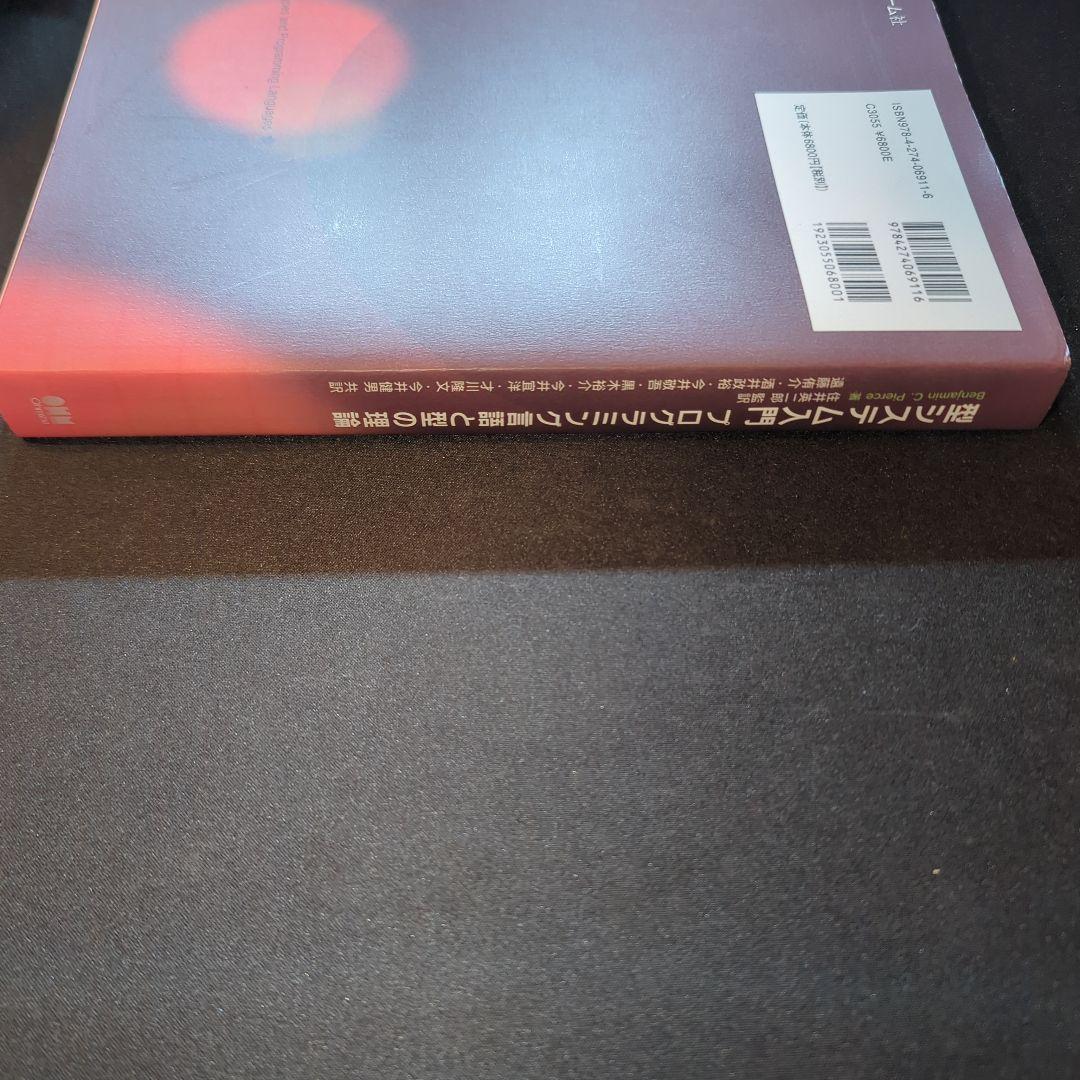 Types and Programming Languages
ーム社
ISBN978-4-274-06911-6
C3055 ¥6800E
定価(本体6800円【税別】)
9784274069116
1923055068001
型システム入門 プログラミング言語と型の理論
Benjamin C. Pierce 著
住井英二郎 監訳
遠藤侑介・酒井政裕・今井敬吾・黒木裕介・今井宜洋・才川隆文・今井健男 共訳
Ohmsha